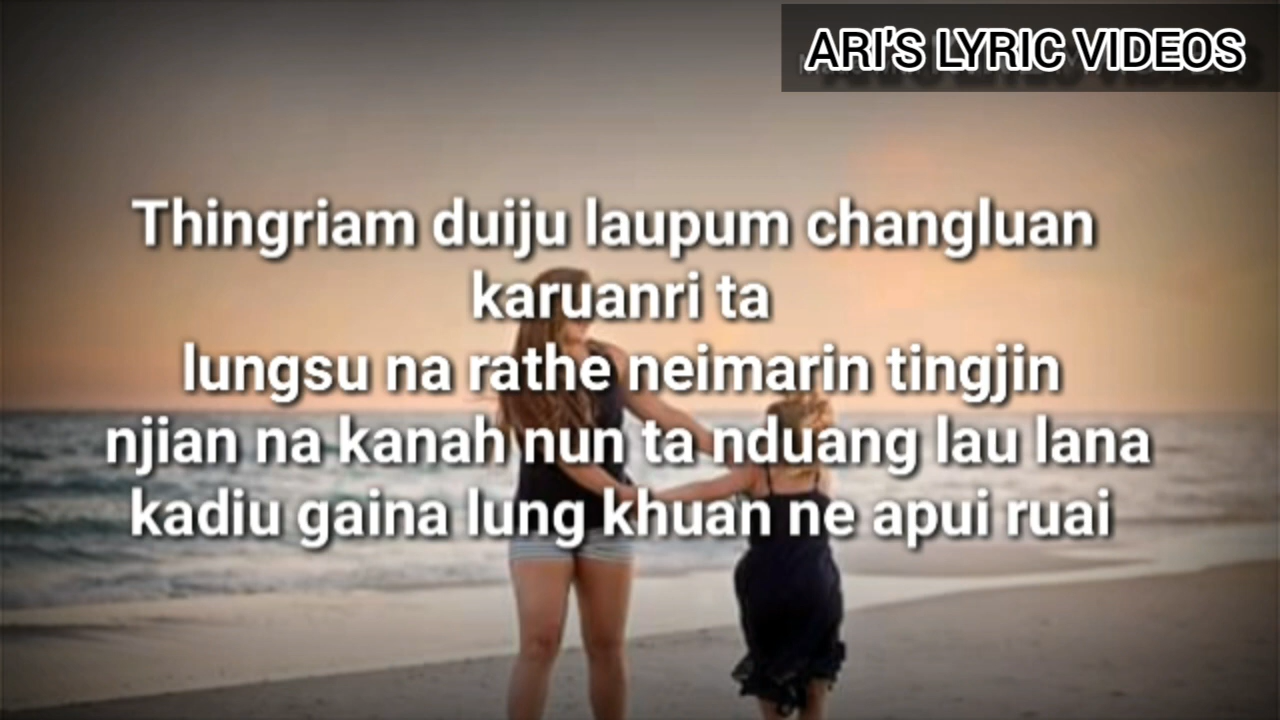 ARI'S LYRIC VIDEOS
Thingriam duiju laupum changluan
karuanri ta
lungsu na rathe neimarin tingjin
njian na kanah nun ta nduang lau lana
kadiu gaina lung khuan ne apui ruai